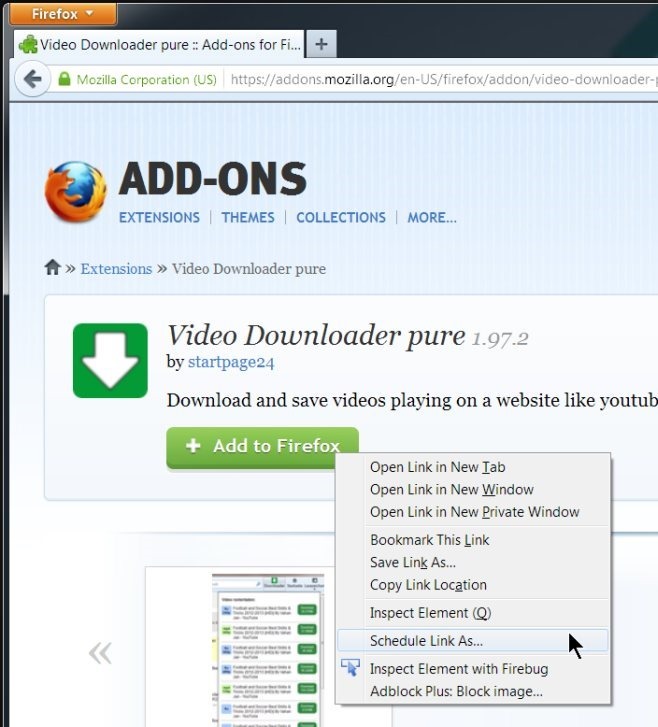 Firefox
Video Downloader pure :: Add-ons for Fi...
Mozilla Corporation (US) https://addons.mozilla.org/en-US/firefox/addon/video-downloader-p
ADD-ONS
EXTENSIONS | THEMES | COLLECTIONS | MORE...
» Extensions » Video Downloader pure
Video Downloader pure 1.97.2
by startpage24
Download and save videos playing on a website like youtub
+ Add to Firefox
Open Link in New Tab
Open Link in New Window
Open Link in New Private Window
Bookmark This Link
Save Link As...
Copy Link Location
Inspect Element (Q)
Schedule Link As...
Inspect Element with Firebug
Adblock Plus: Block image...